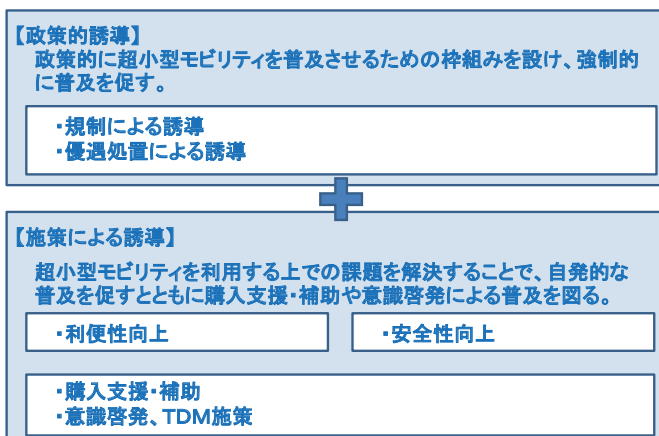 【政策的誘導】
政策的に超小型モビリティを普及させるための枠組みを設け、強制的
に普及を促す。
・規制による誘導
・優遇処置による誘導
【施策による誘導】
超小型モビリティを利用する上での課題を解決することで、自発的な
普及を促すとともに購入支援・補助や意識啓発による普及を図る。
・利便性向上
・安全性向上
・購入支援・補助
・意識啓発、TDM施策